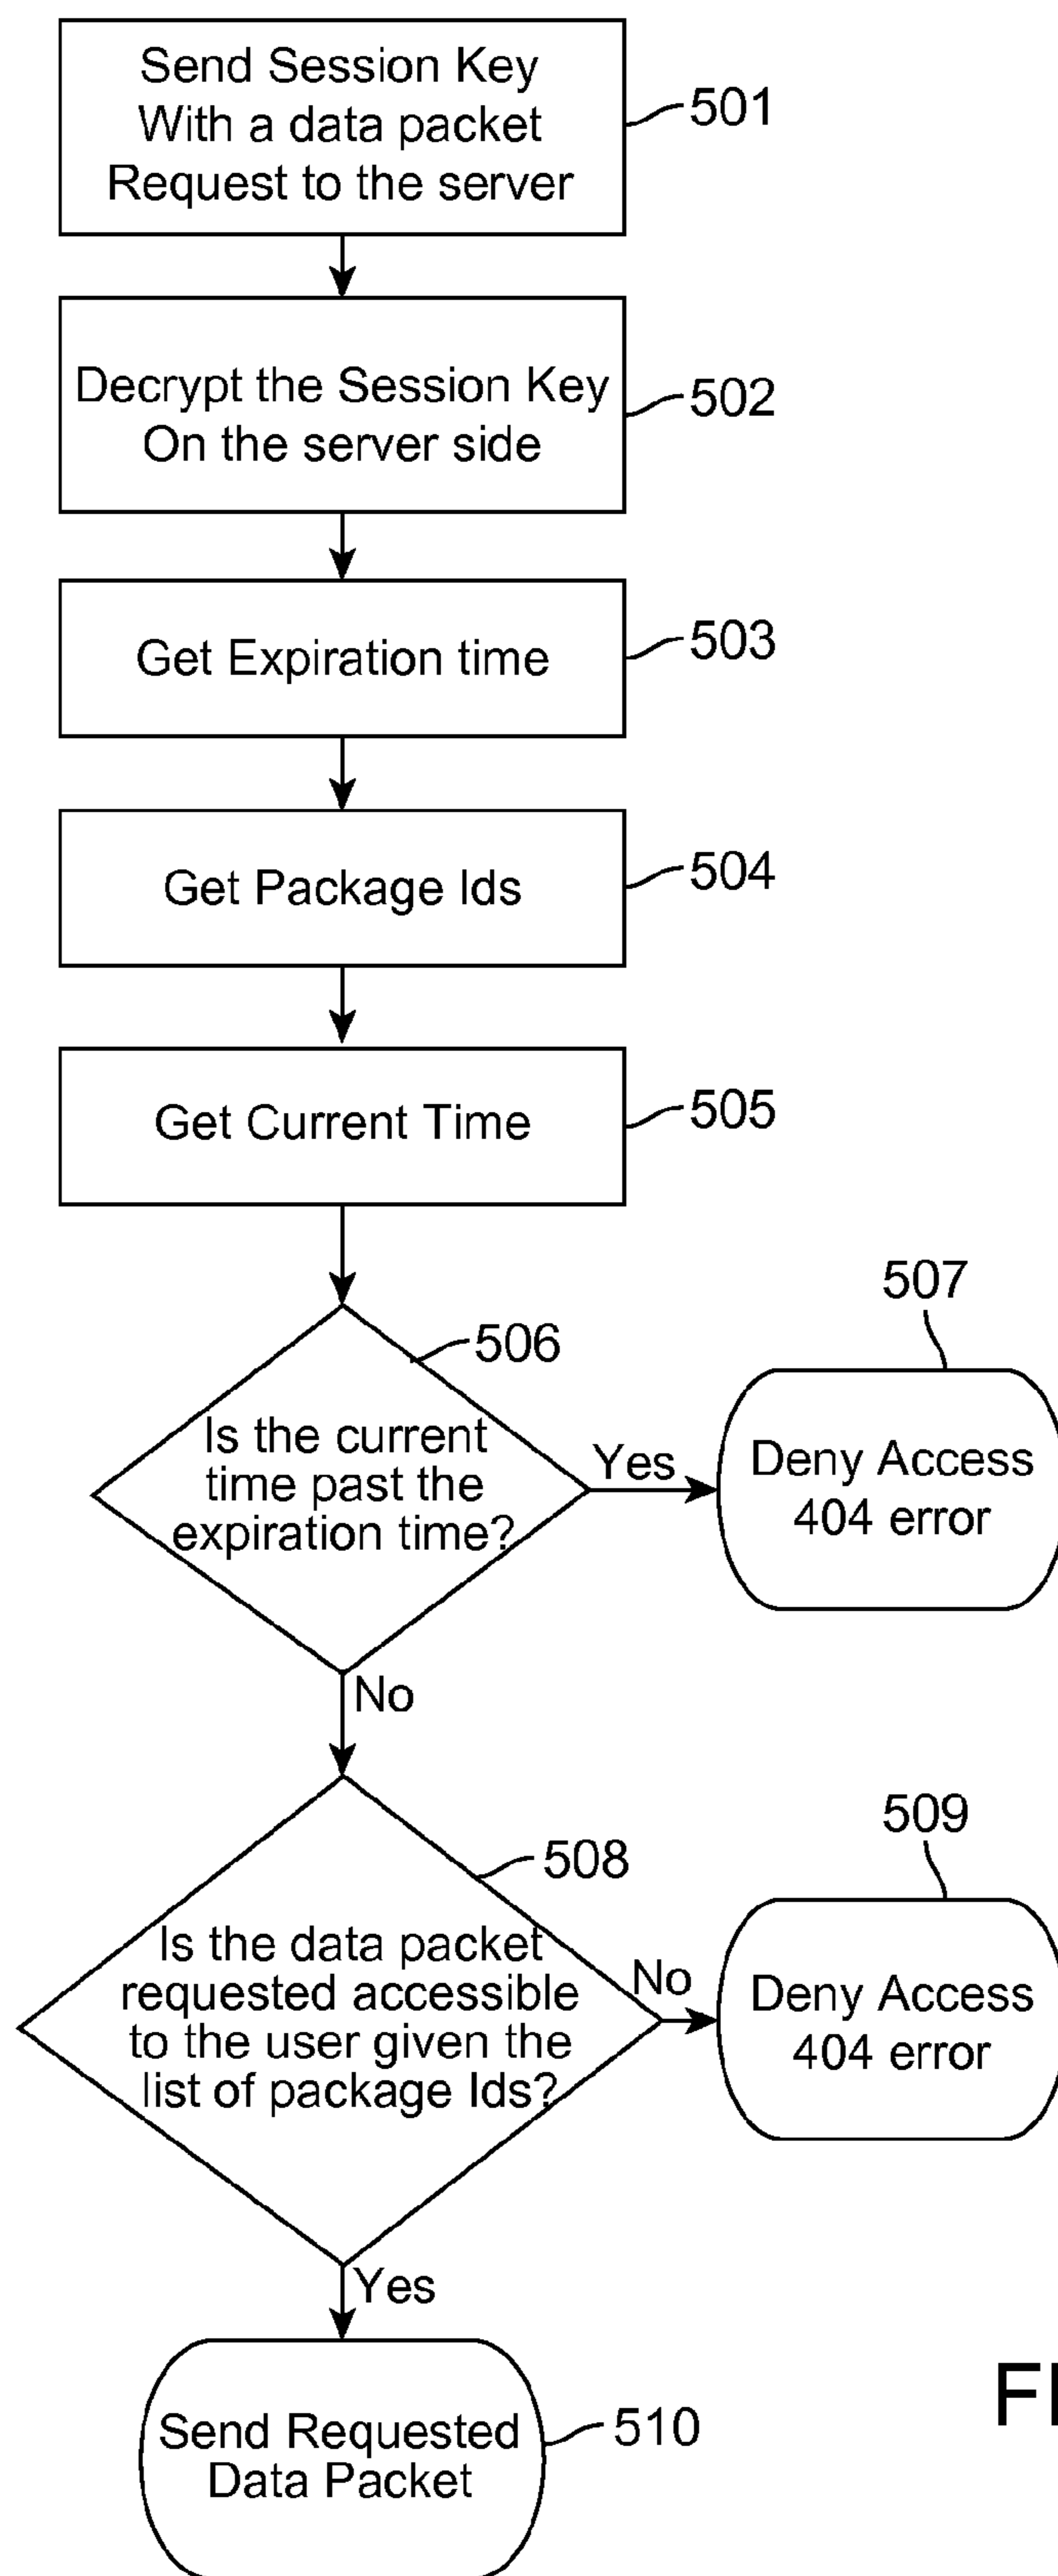 Send Session Key
With a data packet
Request to the server
501
Decrypt the Session Key
On the server side
502
Get Expiration time
503
Get Package Ids
504
Get Current Time
505
506
Is the current
time past the
expiration time?
Yes
507
Deny Access
404 error
No
508
Is the data packet
requested accessible
to the user given the
list of package Ids?
No
509
Deny Access
404 error
Yes
Send Requested
Data Packet
510